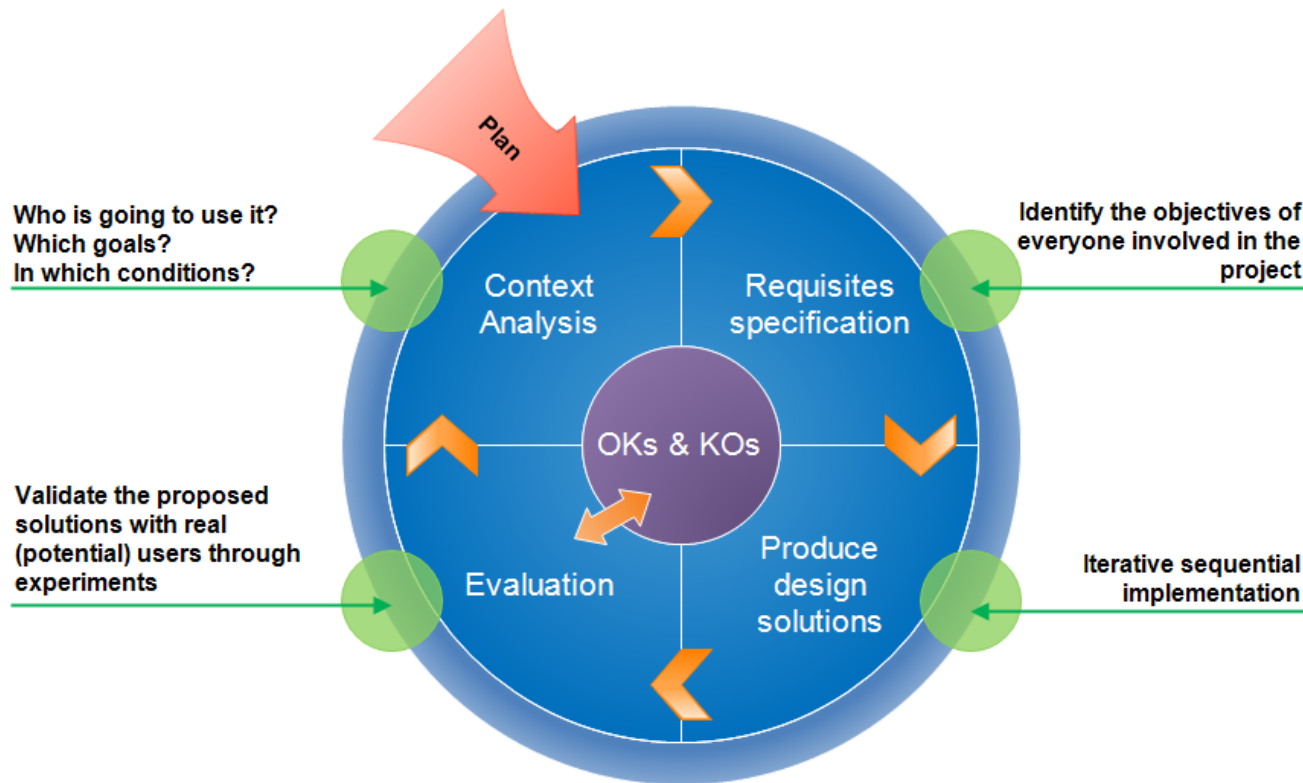 Plan
Who is going to use it?
Which goals?
In which conditions?
Identify the objectives of
everyone involved in the
project
Context
Analysis
Requisites
specification
OKs & KOs
Validate the proposed
solutions with real
(potential) users through
experiments
Evaluation
Produce
design
solutions
Iterative sequential
implementation